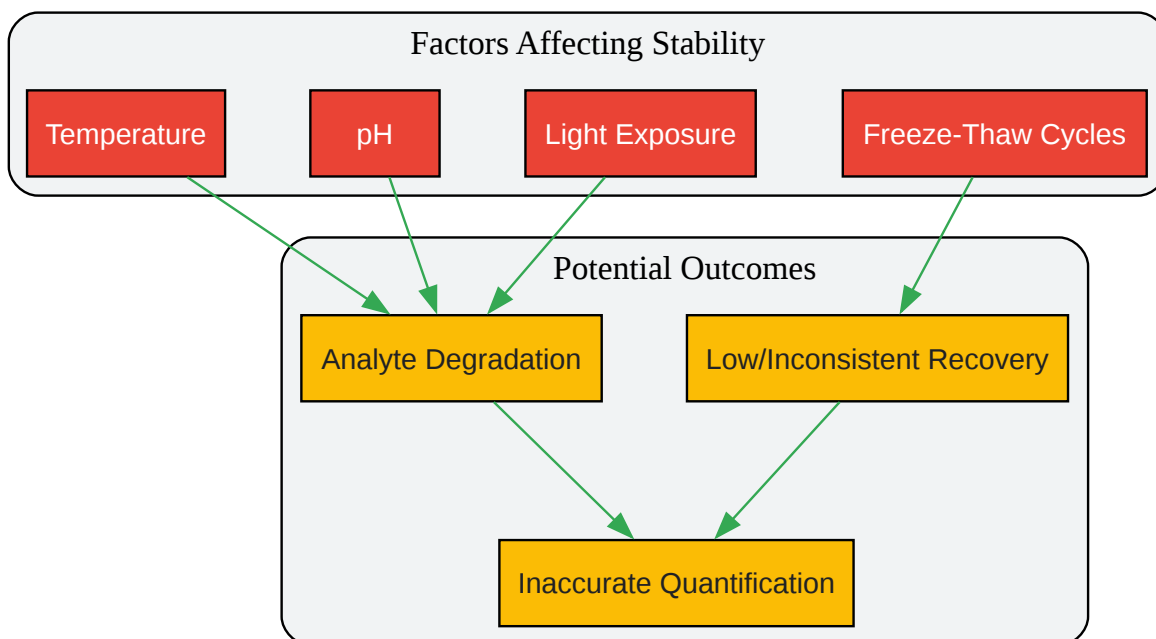 Factors Affecting Stability
Temperature
pH
Light Exposure
Freeze-Thaw Cycles
Potential Outcomes
Analyte Degradation
Low/Inconsistent Recovery
Inaccurate Quantification